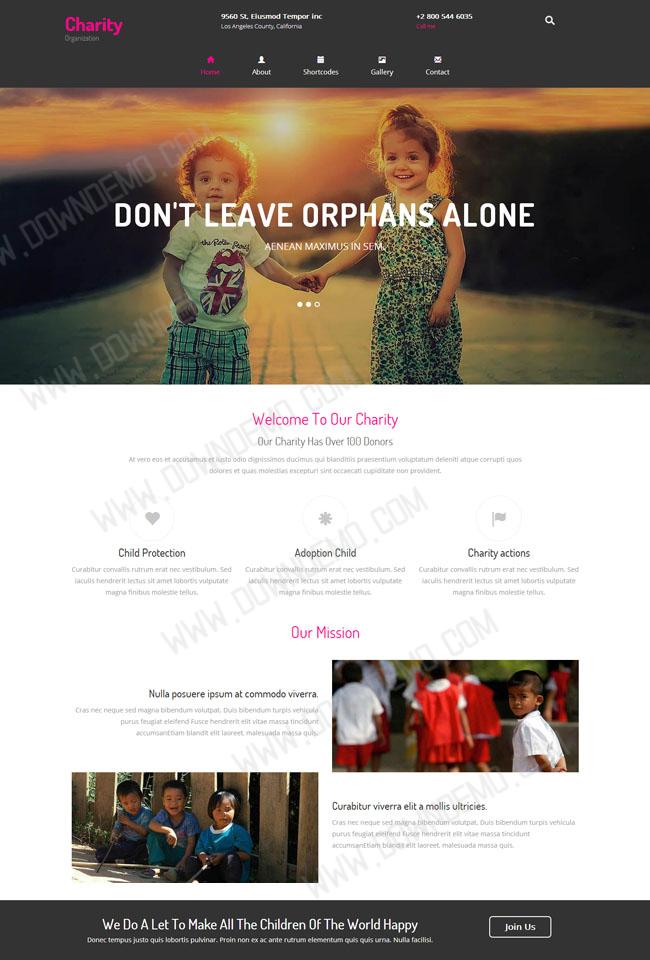 Charity
Organization
9560 St, Eiusmod Tempor inc
Los Angeles County, California
+2 800 544 6035
Call me
Home
About
Shortcodes
Gallery
Contact
DON'T LEAVE ORPHANS ALONE
AENEAN MAXIMUS IN SEM.
Welcome To Our Charity
Our Charity Has Over 100 Donors
At vero eos et accusamus et iusto odio dignissimos ducimus qui blanditiis praesentium voluptatum deleniti atque corrupti quos
dolores et quas molestias excepturi sint occaecati cupiditate non provident.
Child Protection
Curabitur convallis rutrum erat nec vestibulum. Sed
iaculis hendrerit lectus sit amet lobortis vulputate
magna finibus molestie tellus.
Adoption Child
Curabitur convallis rutrum erat nec vestibulum. Sed
iaculis hendrerit lectus sit amet lobortis vulputate
magna finibus molestie tellus.
Charity actions
Curabitur convallis rutrum erat nec vestibulum. Sed
iaculis hendrerit lectus sit amet lobortis vulputate
magna finibus molestie tellus.
Our Mission
Nulla posuere ipsum at commodo viverra.
Cras nec neque sed magna bibendum volutpat. Duis bibendum turpis vehicula
purus feugiat eleifend Fusce hendrerit elit vitae massa tincidunt
accumsanEtiam blandit elit laoreet, malesuada massa quis.
Curabitur viverra elit a mollis ultricies.
Cras nec neque sed magna bibendum volutpat. Duis bibendum turpis vehicula
purus feugiat eleifend Fusce hendrerit elit vitae massa tincidunt
accumsanEtiam blandit elit laoreet, malesuada massa quis.
We Do A Let To Make All The Children Of The World Happy
Donec tempus justo quis lobortis pulvinar. Proin non ex ac ante rutrum elementum quis quis urna. Nulla facilisi.
Join Us
WWW.DOWNDEMO.COM